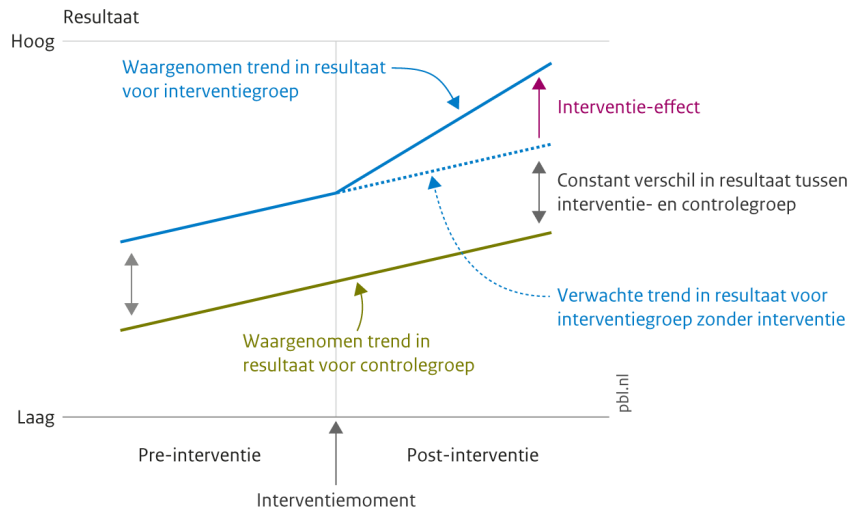 Resultaat
Hoog
Waargenomen trend in resultaat
voor interventiegroep
Interventie-effect
Constant verschil in resultaat tussen
interventie- en controlegroep
Verwachte trend in resultaat voor
interventiegroep zonder interventie
Waargenomen trend in
resultaat voor controlegroep
pbl.nl
Laag
Pre-interventie
Post-interventie
Interventiemoment